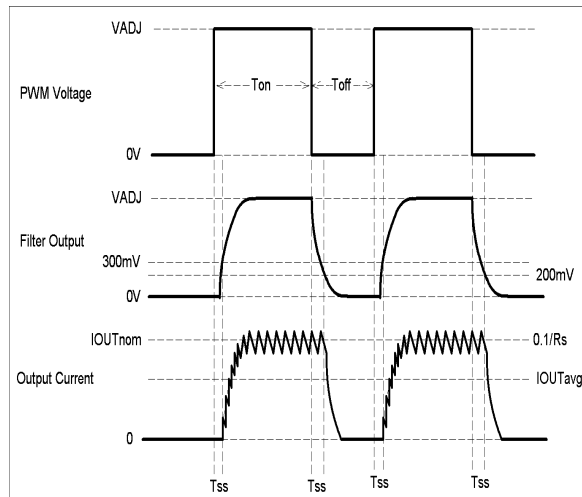 VADJ
Ton
Toff
PWM Voltage
0V
VADJ
Filter Output
300mV
200mV
0V
IOUTnom
0.1/Rs
Output Current
IOUTavg
0
Tss
Tss
Tss
Tss